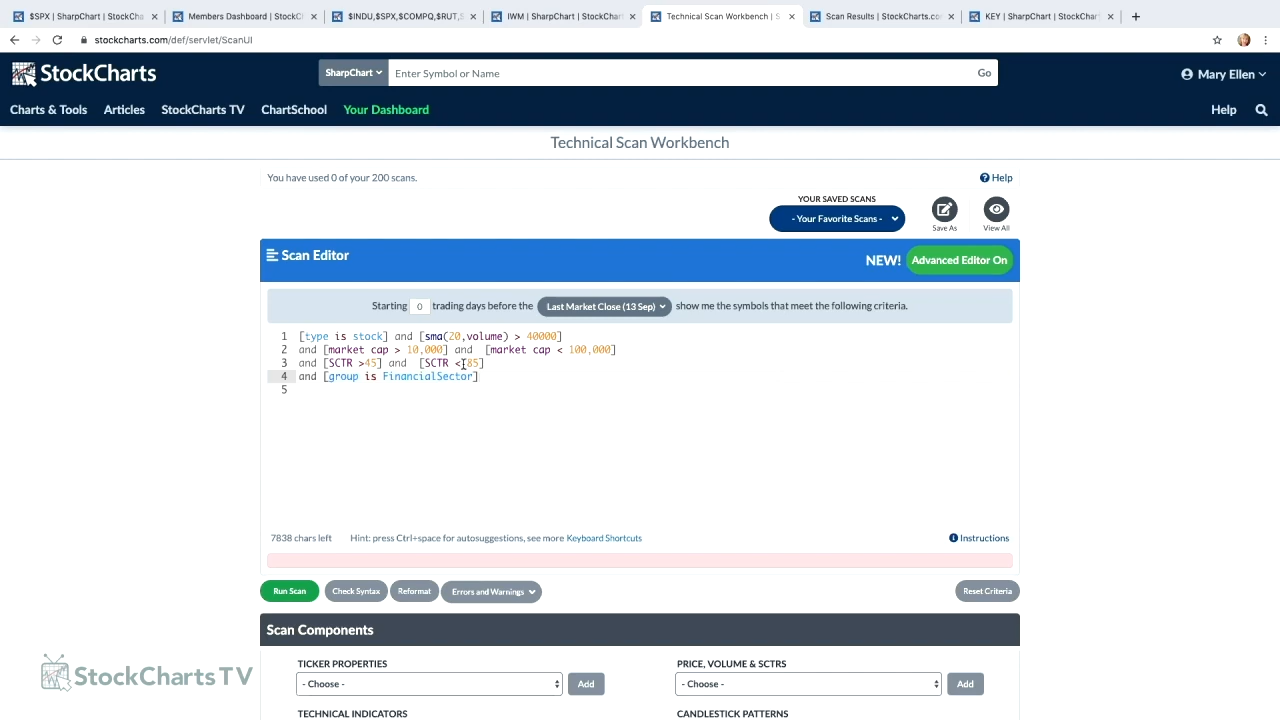 $SPX | SharpChart | StockCha
Members Dashboard | StockC
$INDU,$SPX,$COMPQ,$RUT,$
IWM | SharpChart | StockChart
Technical Scan Workbench | S
Scan Results | StockCharts.co
KEY | SharpChart | StockChart
stockcharts.com/def/servlet/ScanUI
StockCharts
SharpChart
Enter Symbol or Name
Go
Mary Ellen
Charts & Tools
Articles
StockCharts TV
ChartSchool
Your Dashboard
Help
Technical Scan Workbench
You have used 0 of your 200 scans.
Help
YOUR SAVED SCANS
- Your Favorite Scans -
Save As
View All
Scan Editor
NEW!
Advanced Editor On
Starting 0 trading days before the Last Market Close (13 Sep) show me the symbols that meet the following criteria.
1 [type is stock] and [sma(20,volume) > 40000]
2 and [market cap > 10,000] and [market cap < 100,000]
3 and [SCTR >45] and [SCTR < 85]
4 and [group is FinancialSector]
5
7838 chars left
Hint: press Ctrl+space for autosuggestions, see more Keyboard Shortcuts
Instructions
Run Scan
Check Syntax
Reformat
Errors and Warnings
Reset Criteria
Scan Components
TICKER PROPERTIES
PRICE, VOLUME & SCTRS
- Choose -
Add
- Choose -
Add
TECHNICAL INDICATORS
CANDLESTICK PATTERNS
StockCharts TV